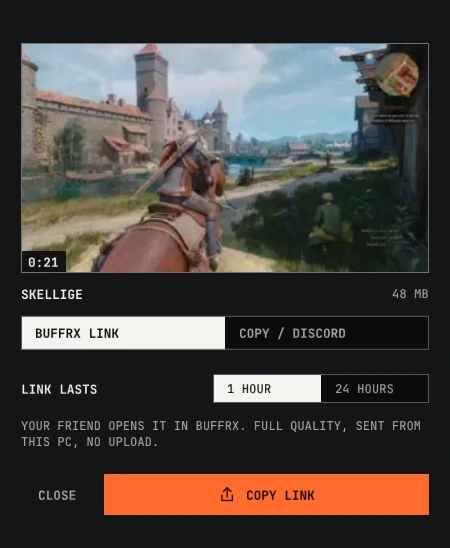 0:21
SKELLIGE
48 MB
BUFFRX LINK
COPY / DISCORD
LINK LASTS
1 HOUR
24 HOURS
YOUR FRIEND OPENS IT IN BUFFRX. FULL QUALITY, SENT FROM
THIS PC, NO UPLOAD.
CLOSE
COPY LINK